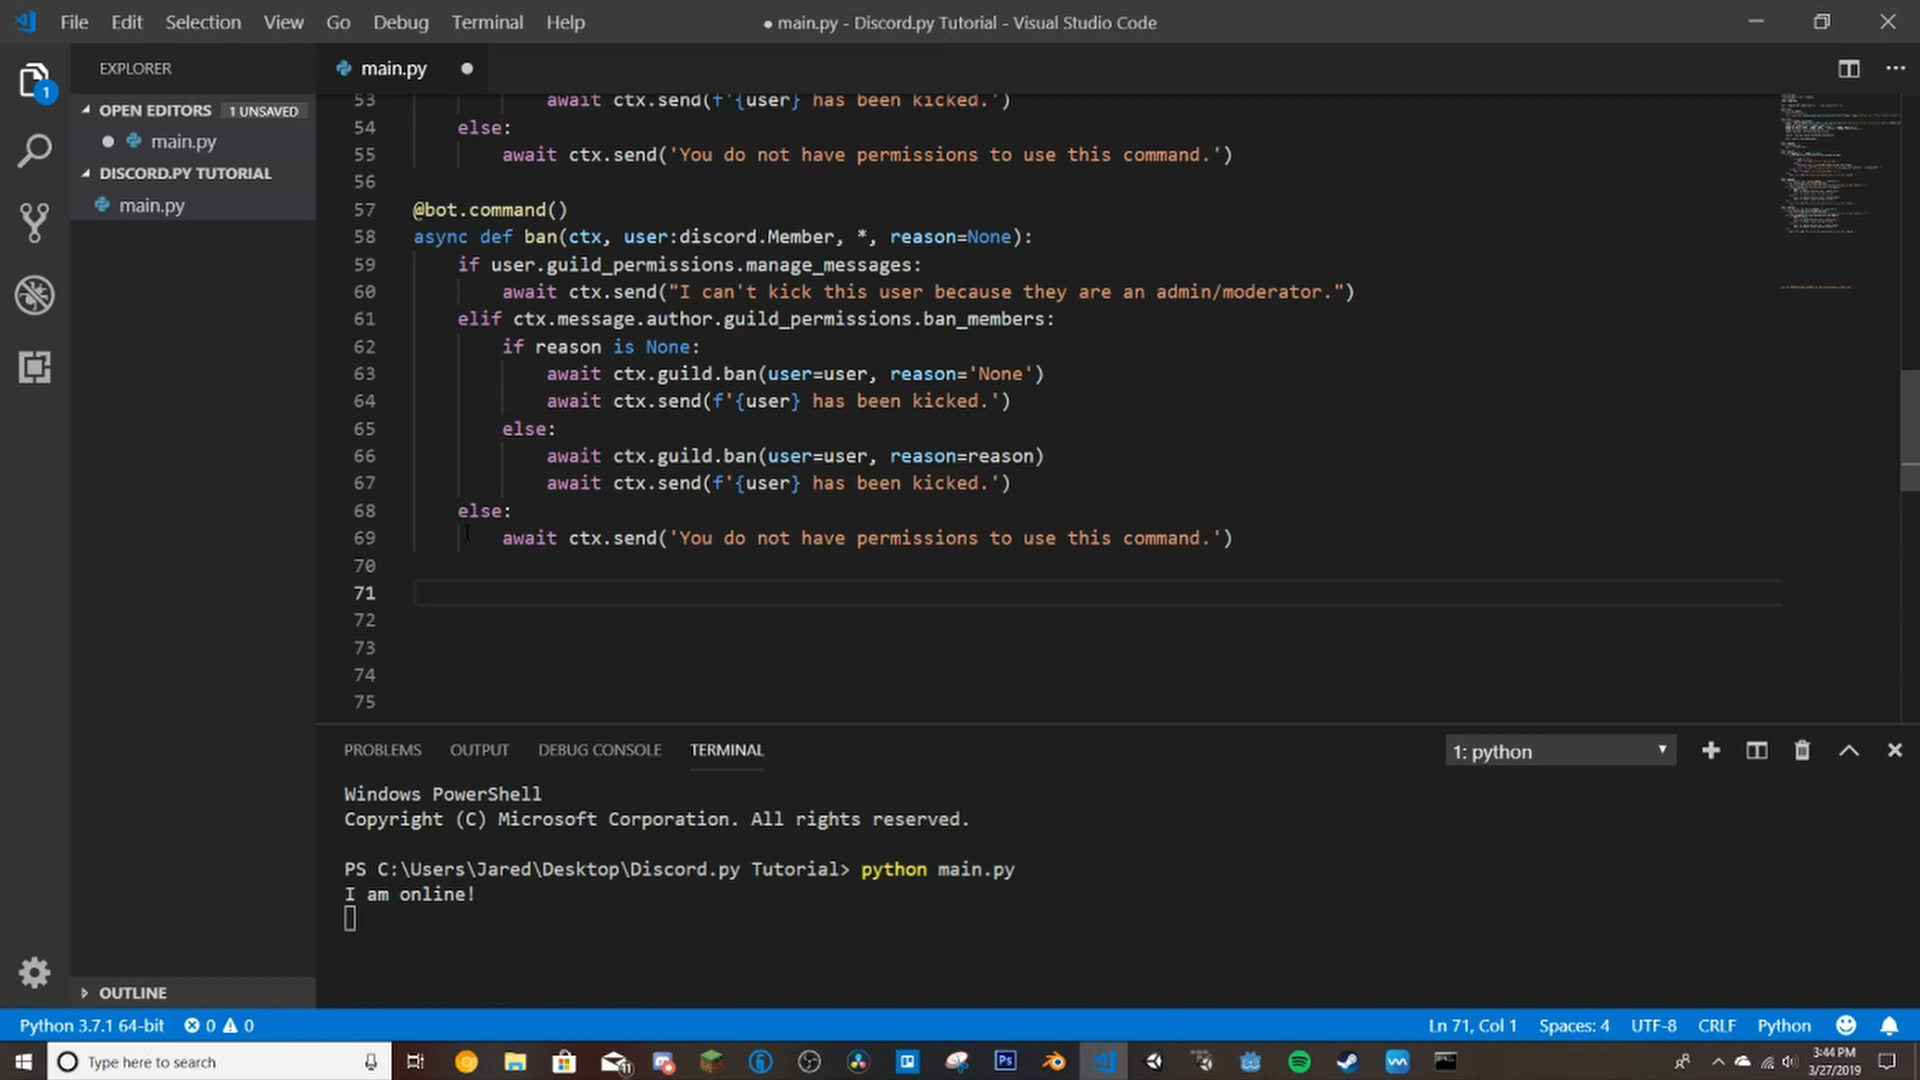 File Edit Selection View Go Debug Terminal Help
● main.py - Discord.py Tutorial - Visual Studio Code
EXPLORER
main.py
1
OPEN EDITORS 1 UNSAVED
main.py
DISCORD.PY TUTORIAL
main.py
53 await ctx.send(f'{user} has been kicked.')
54 else:
55 await ctx.send('You do not have permissions to use this command.')
56
57 @bot.command()
58 async def ban(ctx, user:discord.Member, *, reason=None):
59 if user.guild_permissions.manage_messages:
60 await ctx.send("I can't kick this user because they are an admin/moderator.")
61 elif ctx.message.author.guild_permissions.ban_members:
62 if reason is None:
63 await ctx.guild.ban(user=user, reason='None')
64 await ctx.send(f'{user} has been kicked.')
65 else:
66 await ctx.guild.ban(user=user, reason=reason)
67 await ctx.send(f'{user} has been kicked.')
68 else:
69 await ctx.send('You do not have permissions to use this command.')
70
71
72
73
74
75
PROBLEMS OUTPUT DEBUG CONSOLE TERMINAL
1: python
Windows PowerShell
Copyright (C) Microsoft Corporation. All rights reserved.
PS C:\Users\Jared\Desktop\Discord.py Tutorial> python main.py
I am online!
OUTLINE
Python 3.7.1 64-bit 0 0
Ln 71, Col 1 Spaces: 4 UTF-8 CRLF Python
Type here to search
11
Ps
3:44 PM
3/27/2019